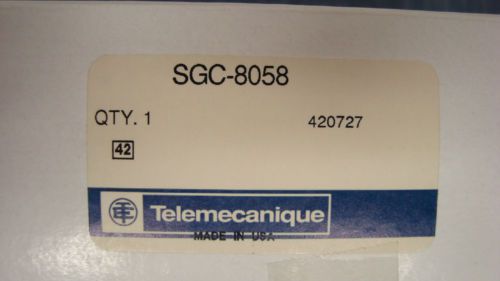 SGC-8058
QTY. 1
420727
42
Telemecanique
MADE IN USA